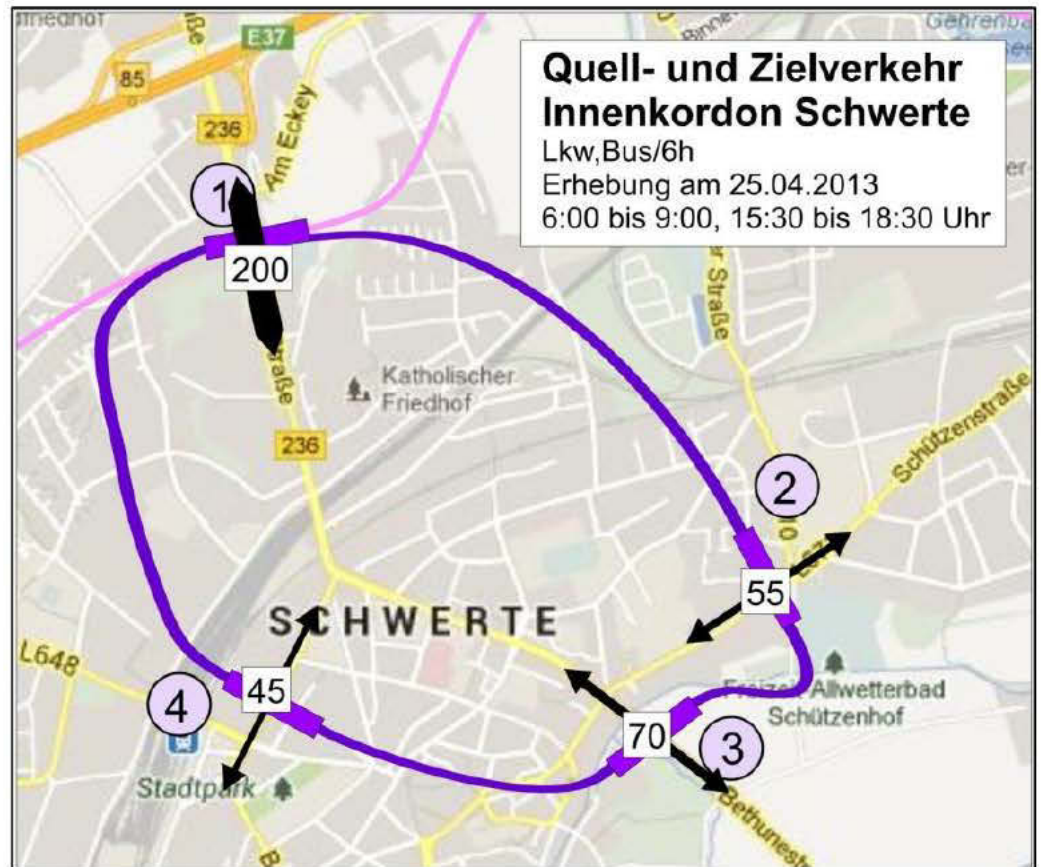 E37
85
236
Am Eckey
Quell- und Zielverkehr
Innenkordon Schwerte
Lkw,Bus/6h
Erhebung am 25.04.2013
6:00 bis 9:00, 15:30 bis 18:30 Uhr
1
200
Katholischer
Friedhof
236
Schützenstraße
2
55
SCHWERTE
L648
4
45
70
3
Freizeit-Allwetterbad
Schützenhof
Stadtpark